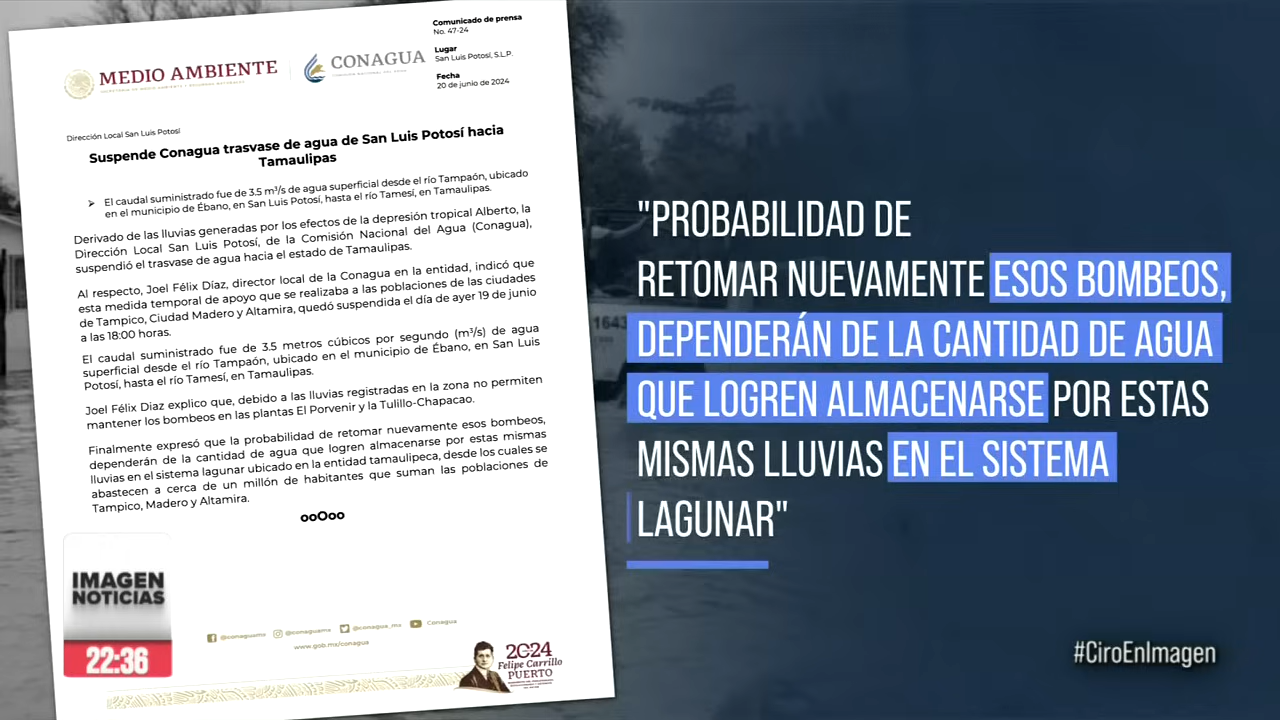 Comunicado de prensa
No. 47-24
Lugar
San Luis Potosí, S.L.P.
Fecha
20 de junio de 2024
MEDIO AMBIENTE
SECRETARÍA DE MEDIO AMBIENTE Y RECURSOS NATURALES
CONAGUA
COMISIÓN NACIONAL DEL AGUA
Dirección Local San Luis Potosí
Suspende Conagua trasvase de agua de San Luis Potosí hacia
Tamaulipas
➤ El caudal suministrado fue de 3.5 m³/s de agua superficial desde el río Tampaón, ubicado
en el municipio de Ébano, en San Luis Potosí, hasta el río Tamesí, en Tamaulipas.
Derivado de las lluvias generadas por los efectos de la depresión tropical Alberto, la
Dirección Local San Luis Potosí, de la Comisión Nacional del Agua (Conagua),
suspendió el trasvase de agua hacia el estado de Tamaulipas.
Al respecto, Joel Félix Díaz, director local de la Conagua en la entidad, indicó que
esta medida temporal de apoyo que se realizaba a las poblaciones de las ciudades
de Tampico, Ciudad Madero y Altamira, quedó suspendida el día de ayer 19 de junio
a las 18:00 horas.
El caudal suministrado fue de 3.5 metros cúbicos por segundo (m³/s) de agua
superficial desde el río Tampaón, ubicado en el municipio de Ébano, en San Luis
Potosí, hasta el río Tamesí, en Tamaulipas.
Joel Félix Diaz explico que, debido a las lluvias registradas en la zona no permiten
mantener los bombeos en las plantas El Porvenir y la Tulillo-Chapacao.
Finalmente expresó que la probabilidad de retomar nuevamente esos bombeos,
dependerán de la cantidad de agua que logren almacenarse por estas mismas
lluvias en el sistema lagunar ubicado en la entidad tamaulipeca, desde los cuales se
abastecen a cerca de un millón de habitantes que suman las poblaciones de
Tampico, Madero y Altamira.
ooOoo
@conaguamx @conaguamx @conagua_mx Conagua
www.gob.mx/conagua
2024
Felipe Carrillo
PUERTO
IMAGEN
NOTICIAS
22:36
"PROBABILIDAD DE
RETOMAR NUEVAMENTE ESOS BOMBEOS,
DEPENDERÁN DE LA CANTIDAD DE AGUA
QUE LOGREN ALMACENARSE POR ESTAS
MISMAS LLUVIAS EN EL SISTEMA
LAGUNAR"
1643
#CiroEnImagen